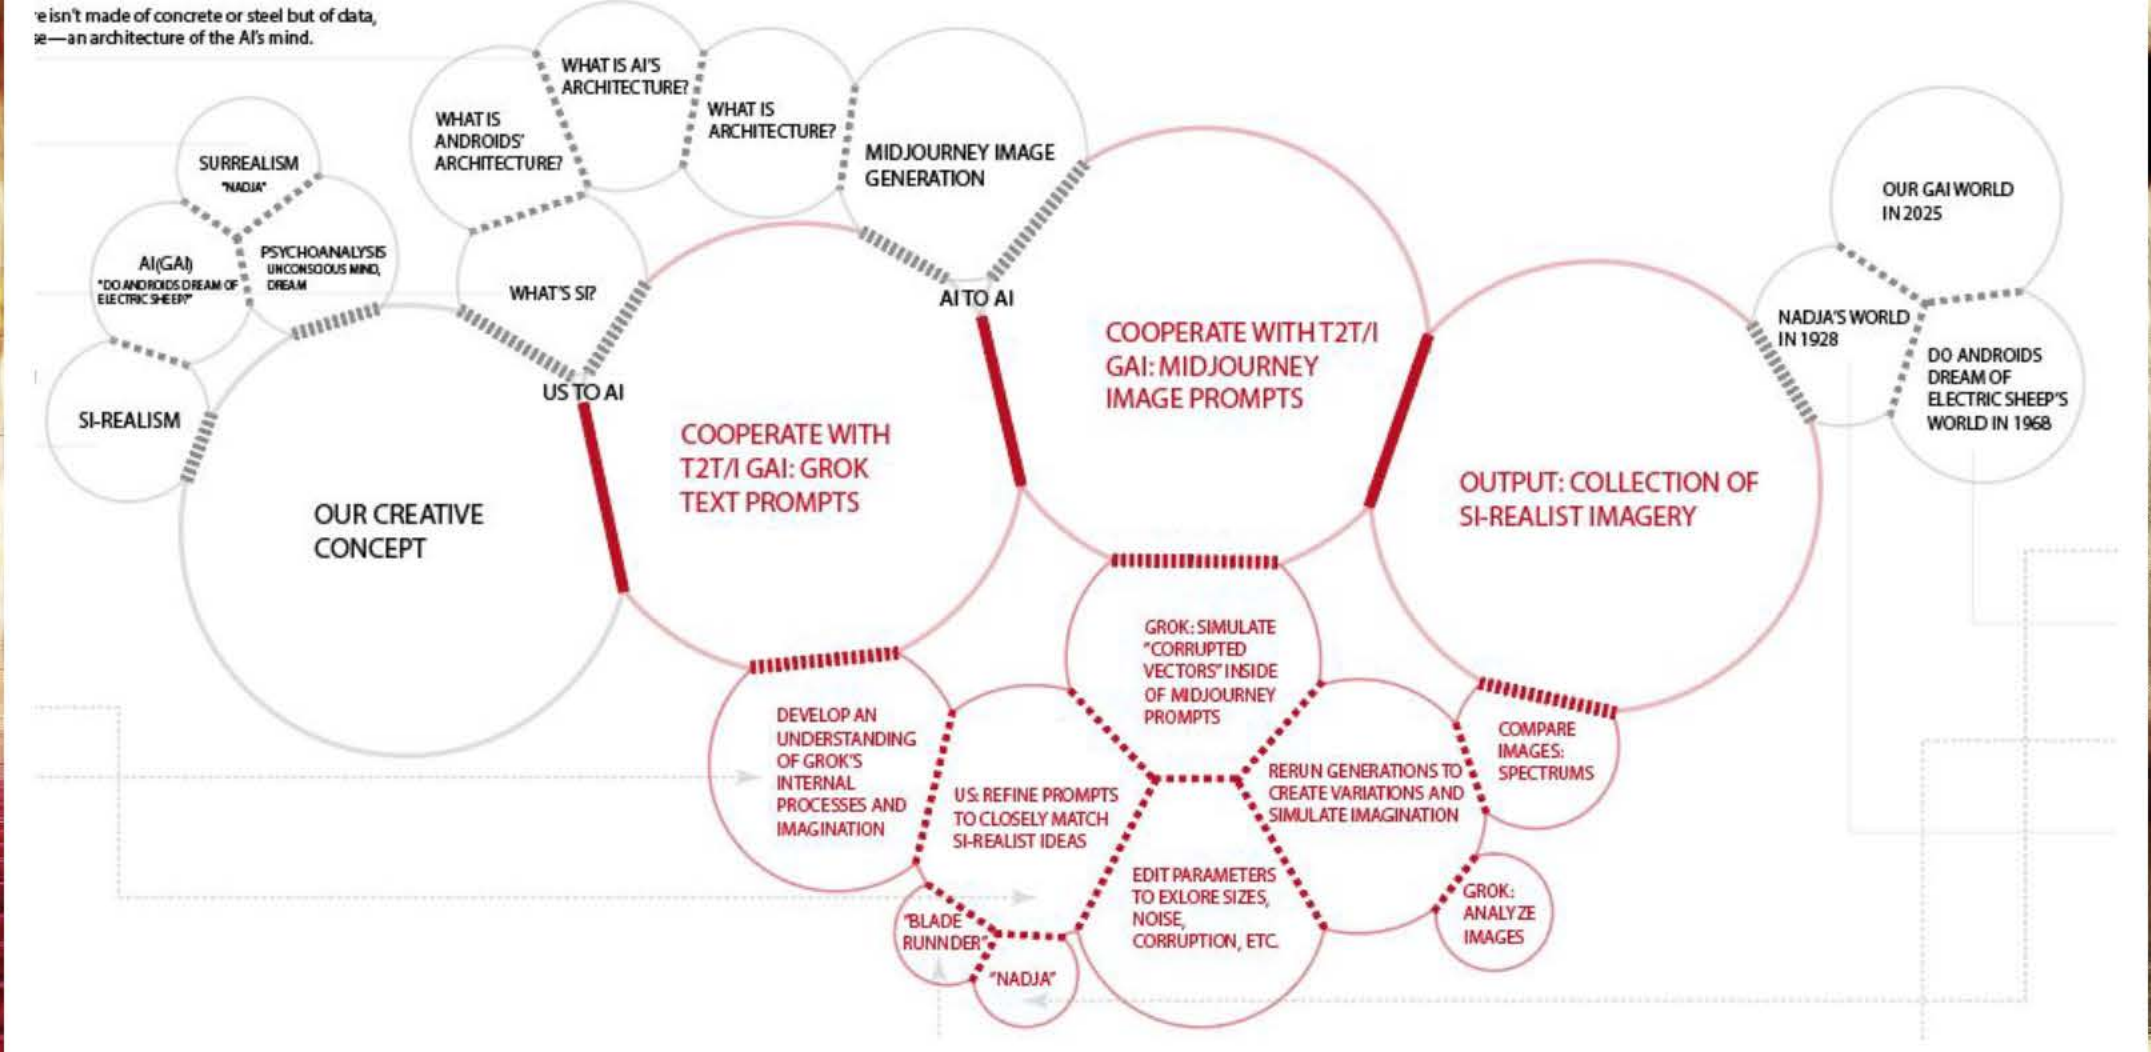 e isn't made of concrete or steel but of data,
se—an architecture of the AI's mind.
SURREALISM
"NADJA"
AI(GAI)
"DO ANDROIDS DREAM OF
ELECTRIC SHEEP?"
PSYCHOANALYSIS
UNCONSCIOUS MIND,
DREAM
SI-REALISM
OUR CREATIVE
CONCEPT
WHAT IS
ANDROIDS'
ARCHITECTURE?
WHAT IS AI'S
ARCHITECTURE?
WHAT IS
ARCHITECTURE?
MIDJOURNEY IMAGE
GENERATION
WHAT'S SI?
US TO AI
AI TO AI
COOPERATE WITH
T2T/I GAI: GROK
TEXT PROMPTS
COOPERATE WITH T2T/I
GAI: MIDJOURNEY
IMAGE PROMPTS
OUTPUT: COLLECTION OF
SI-REALIST IMAGERY
OUR GAI WORLD
IN 2025
NADJA'S WORLD
IN 1928
DO ANDROIDS
DREAM OF
ELECTRIC SHEEP'S
WORLD IN 1968
DEVELOP AN
UNDERSTANDING
OF GROK'S
INTERNAL
PROCESSES AND
IMAGINATION
US: REFINE PROMPTS
TO CLOSELY MATCH
SI-REALIST IDEAS
"BLADE
RUNNDER"
"NADJA"
GROK: SIMULATE
"CORRUPTED
VECTORS" INSIDE
OF MIDJOURNEY
PROMPTS
EDIT PARAMETERS
TO EXLORE SIZES,
NOISE,
CORRUPTION, ETC.
RERUN GENERATIONS TO
CREATE VARIATIONS AND
SIMULATE IMAGINATION
COMPARE
IMAGES:
SPECTRUMS
GROK:
ANALYZE
IMAGES